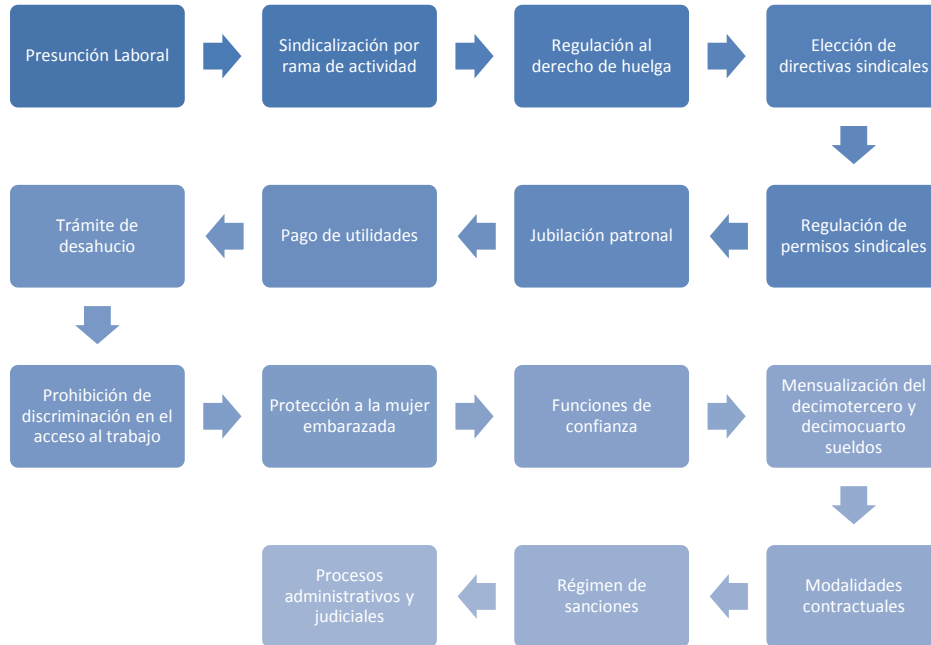 Presunción Laboral
Sindicalización por
rama de actividad
Regulación al
derecho de huelga
Elección de
directivas sindicales
Regulación de
permisos sindicales
Jubilación patronal
Pago de utilidades
Trámite de
desahucio
Prohibición de
discriminación en el
acceso al trabajo
Protección a la mujer
embarazada
Funciones de
confianza
Mensualización del
decimotercero y
decimocuarto
sueldos
Modalidades
contractuales
Régimen de
sanciones
Procesos
administrativos y
judiciales